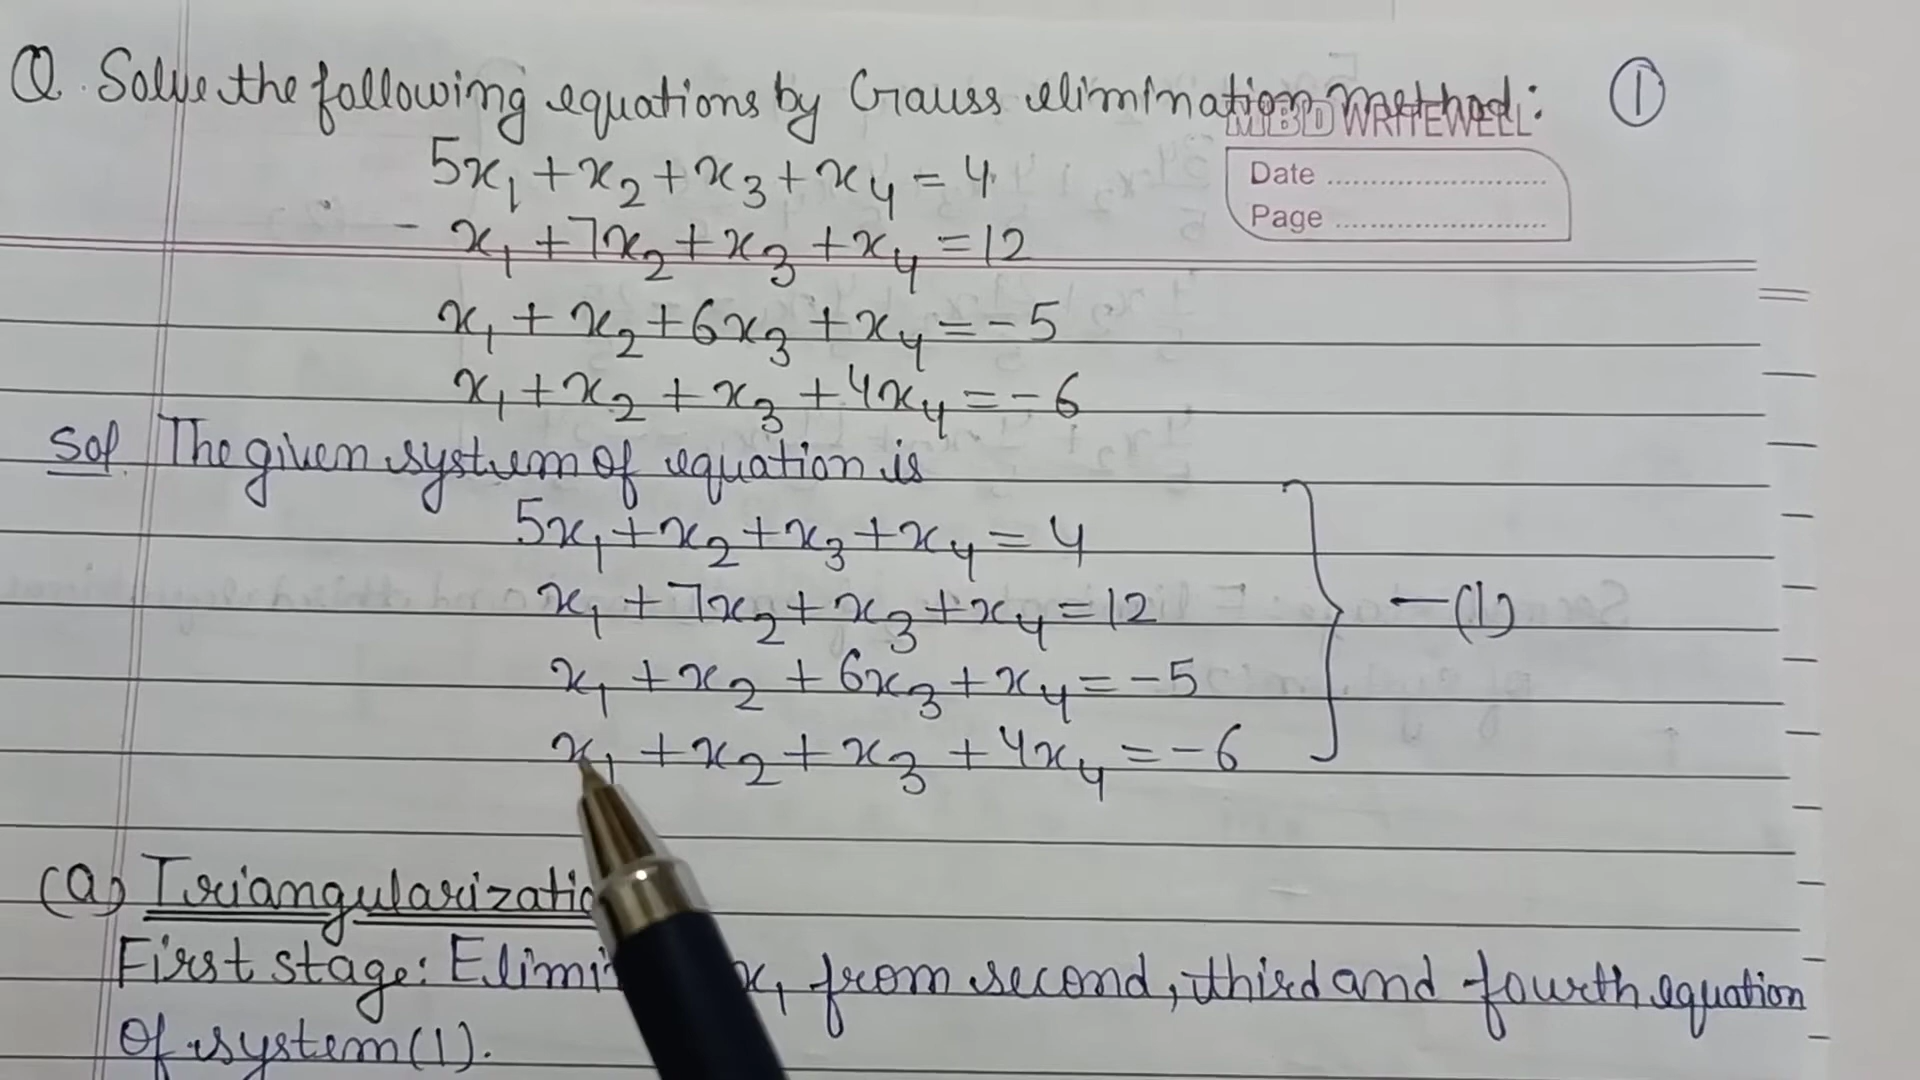 Q. Solve the following equations by Gauss elimination method: ①
MBD WRITEWELL
Date
Page
5x₁ + x₂ + x₃ + x₄ = 4
x₁ + 7x₂ + x₃ + x₄ = 12
x₁ + x₂ + 6x₃ + x₄ = -5
x₁ + x₂ + x₃ + 4x₄ = -6
Sol. The given system of equation is
5x₁ + x₂ + x₃ + x₄ = 4
x₁ + 7x₂ + x₃ + x₄ = 12 —(1)
x₁ + x₂ + 6x₃ + x₄ = -5
x₁ + x₂ + x₃ + 4x₄ = -6
(a) Triangularizatio
First stage: Elimi x₁ from second, third and fourth equation
of system (1).